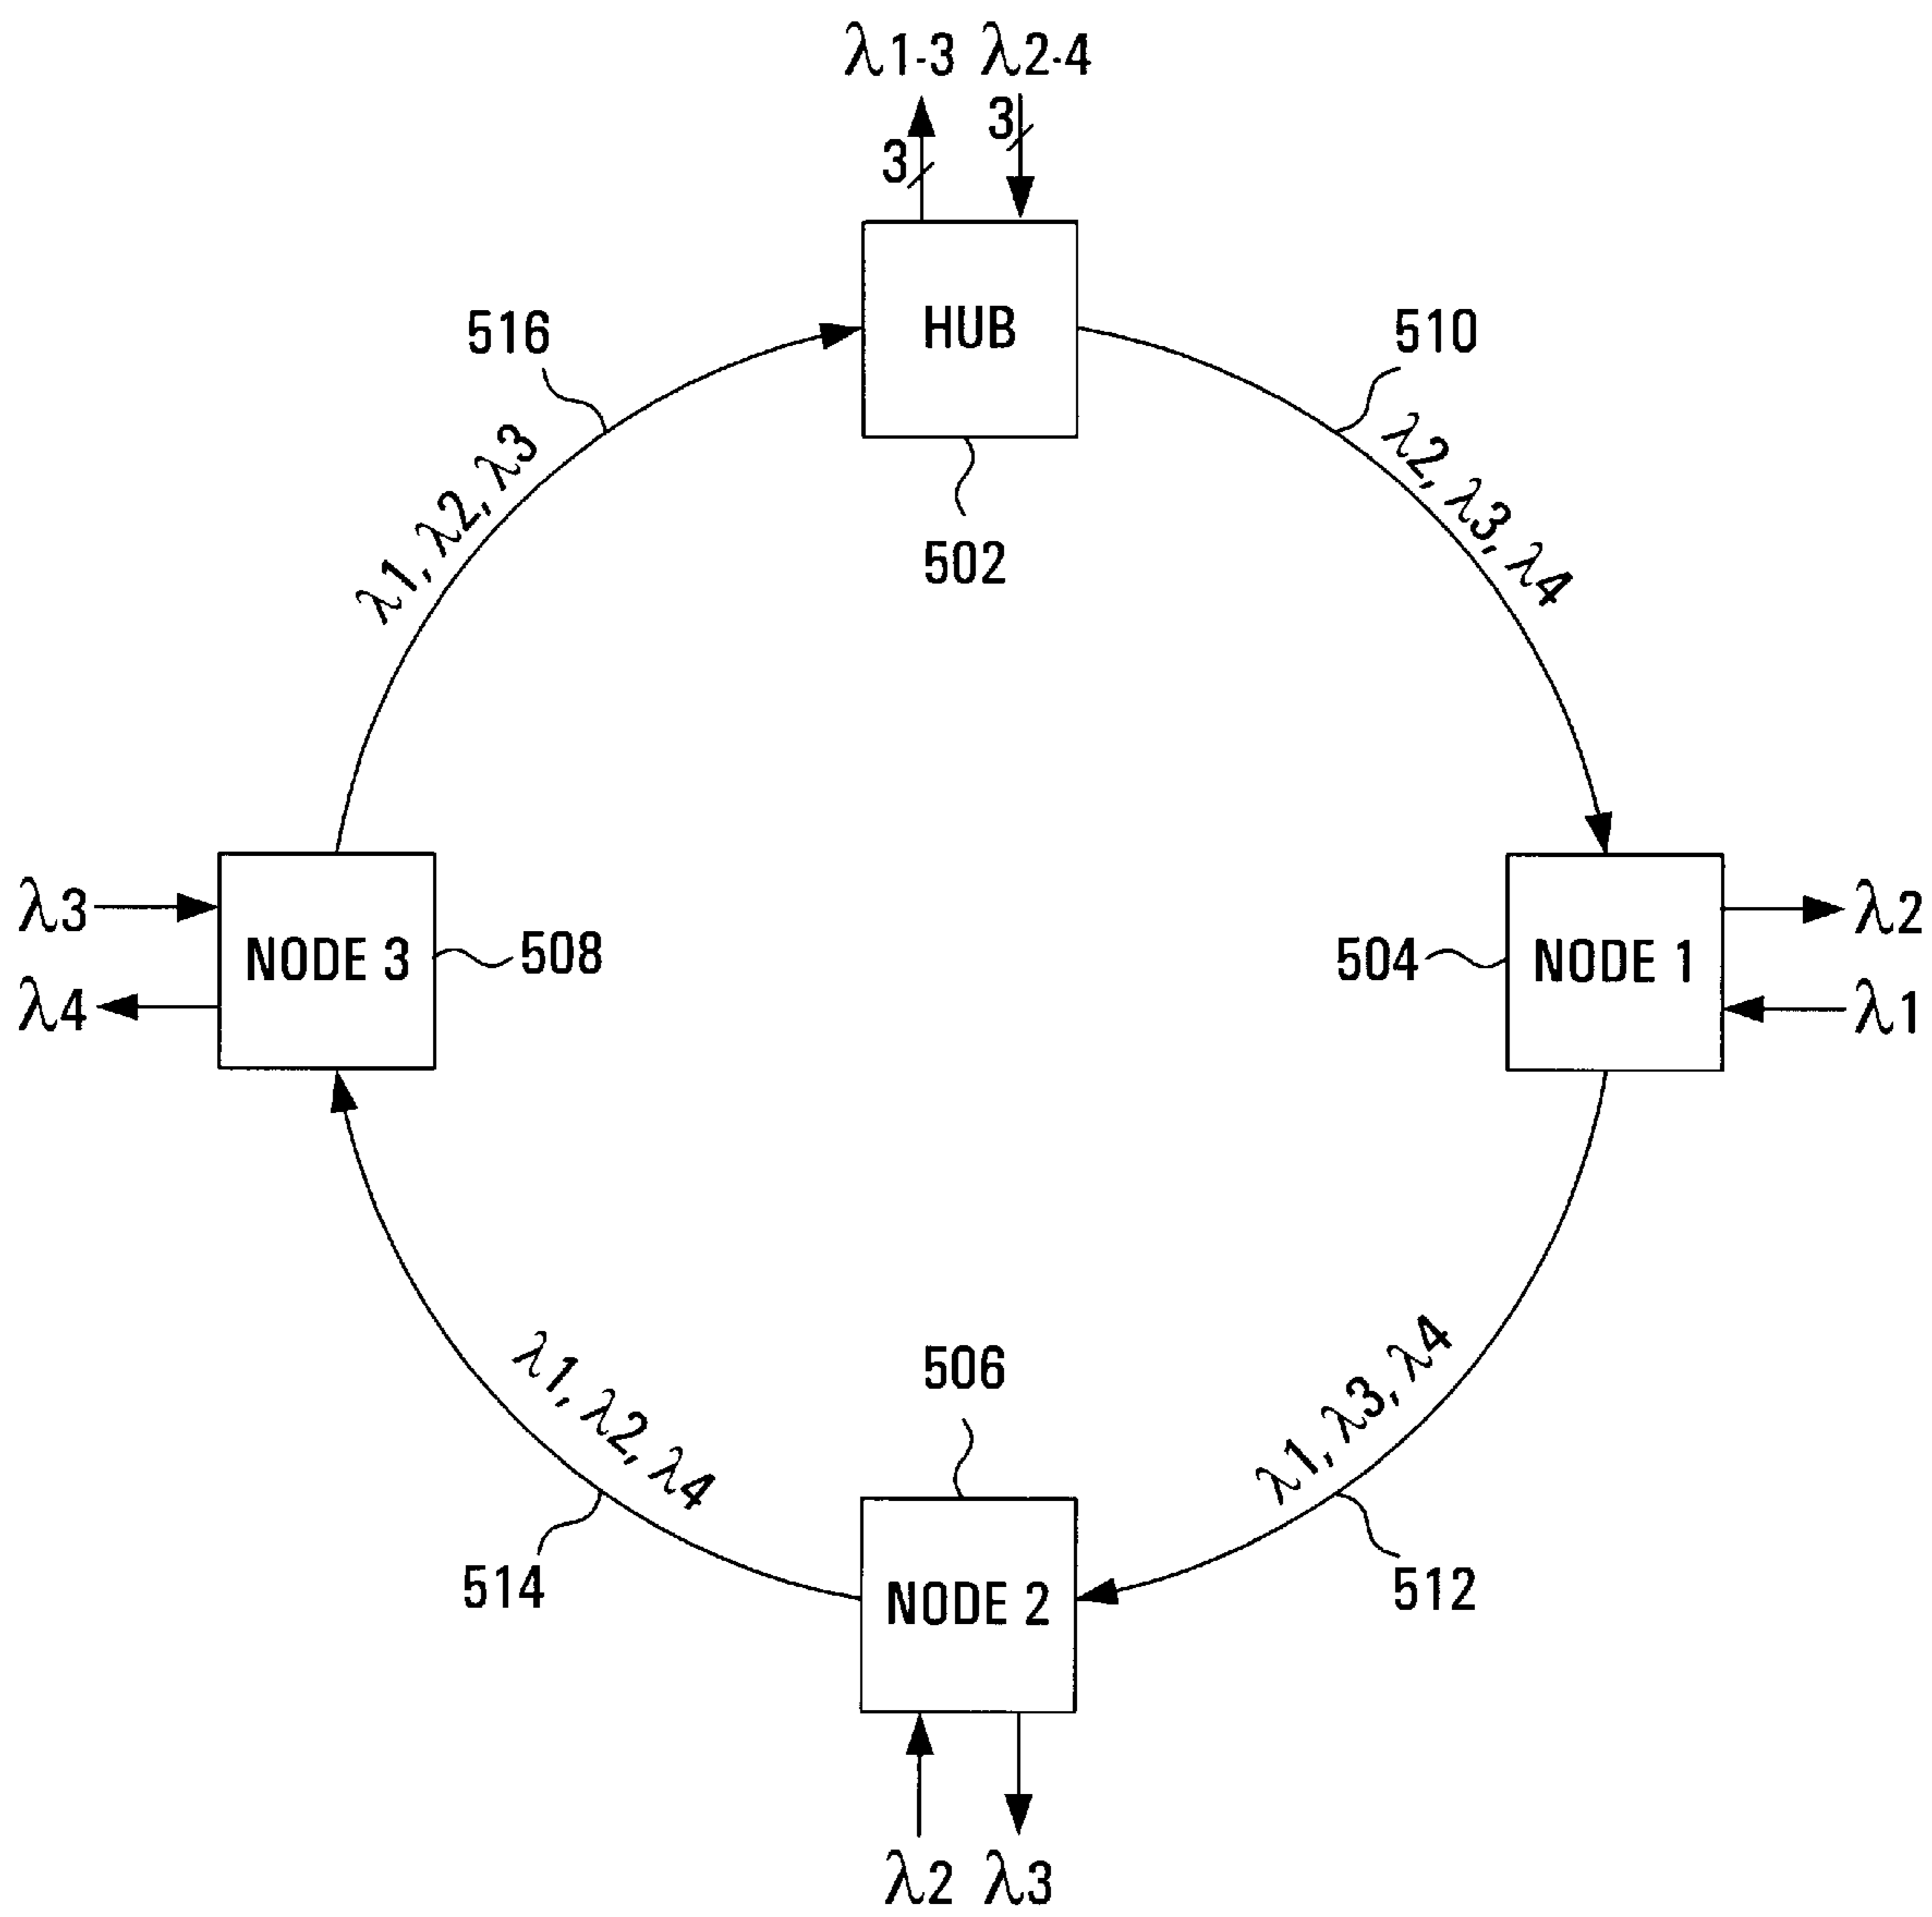 λ1-3 λ2-4
3
3
HUB
516
510
λ1, λ2, λ3
λ2, λ3, λ4
502
λ3
NODE 3
508
λ4
504
NODE 1
λ2
λ1
λ1, λ2, λ4
506
λ1, λ3, λ4
514
NODE 2
512
λ2 λ3